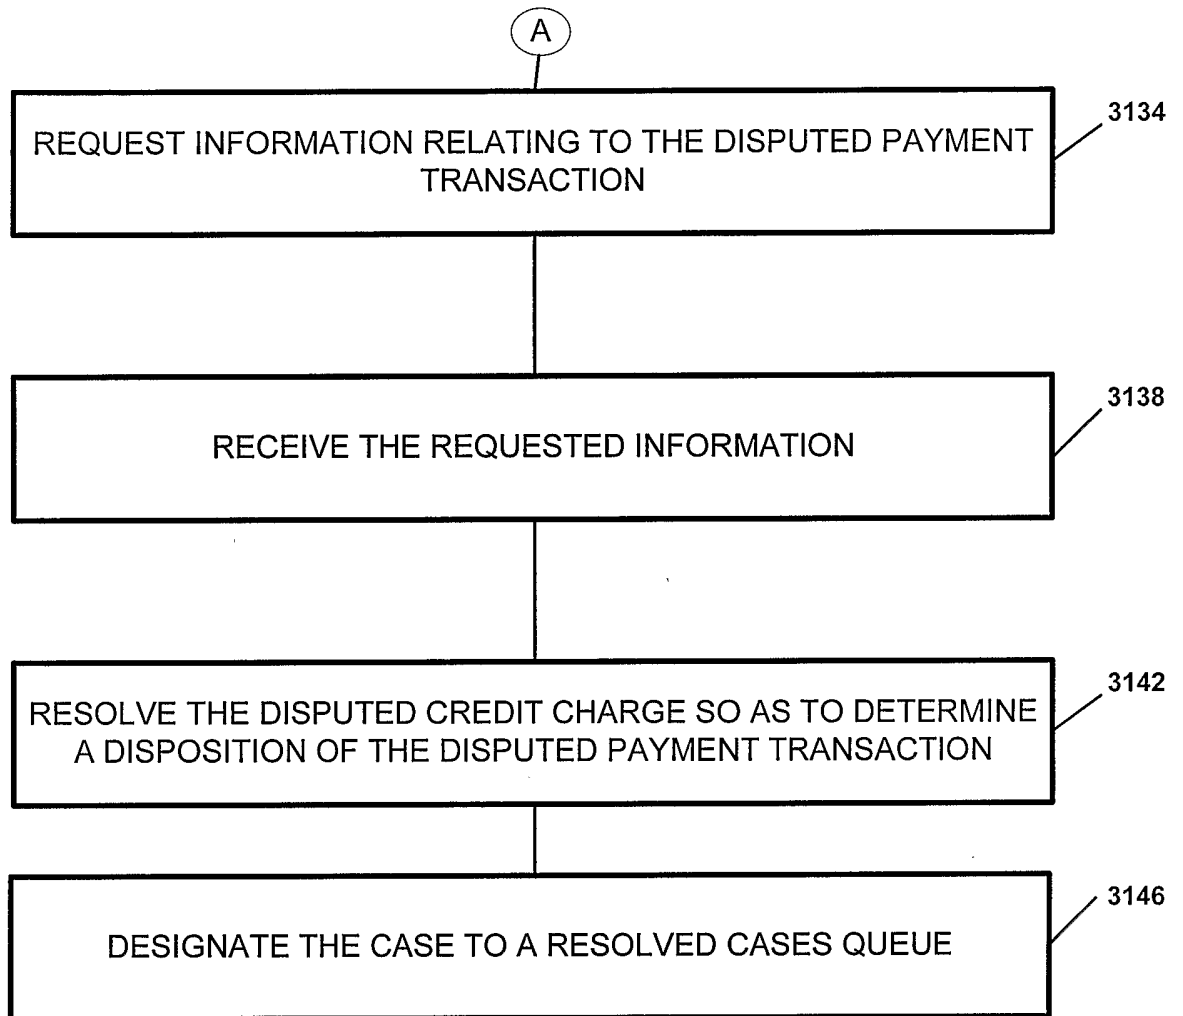 A
3134
REQUEST INFORMATION RELATING TO THE DISPUTED PAYMENT
TRANSACTION
3138
RECEIVE THE REQUESTED INFORMATION
3142
RESOLVE THE DISPUTED CREDIT CHARGE SO AS TO DETERMINE
A DISPOSITION OF THE DISPUTED PAYMENT TRANSACTION
3146
DESIGNATE THE CASE TO A RESOLVED CASES QUEUE